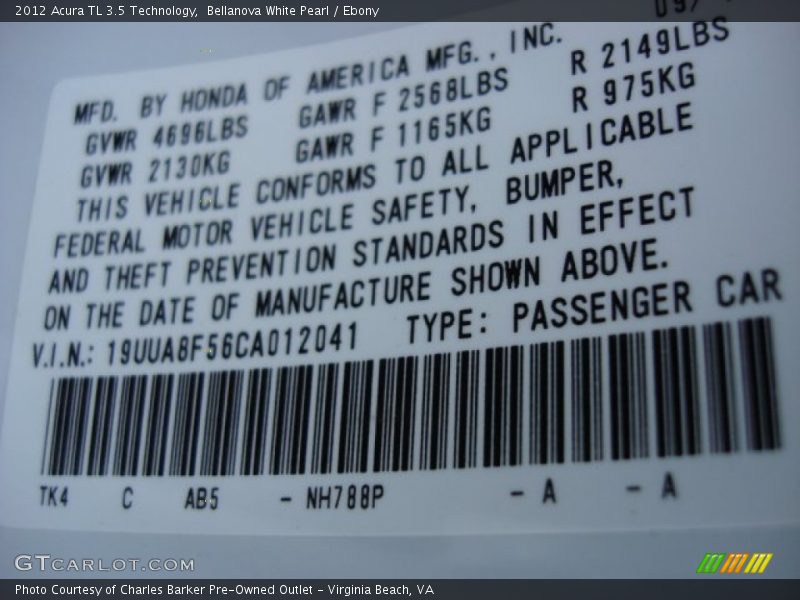 2012 Acura TL 3.5 Technology,  Bellanova White Pearl / Ebony
MFD. BY HONDA OF AMERICA MFG., INC.
GVWR 4696LBS GAWR F 2568LBS R 2149LBS
GVWR 2130KG GAWR F 1165KG R 975KG
THIS VEHICLE CONFORMS TO ALL APPLICABLE
FEDERAL MOTOR VEHICLE SAFETY, BUMPER,
AND THEFT PREVENTION STANDARDS IN EFFECT
ON THE DATE OF MANUFACTURE SHOWN ABOVE.
V.I.N.: 19UUA8F56CA012041 TYPE: PASSENGER CAR
TK4 C AB5 - NH788P - A - A
GTCARLOT.COM
Photo Courtesy of Charles Barker Pre-Owned Outlet - Virginia Beach, VA